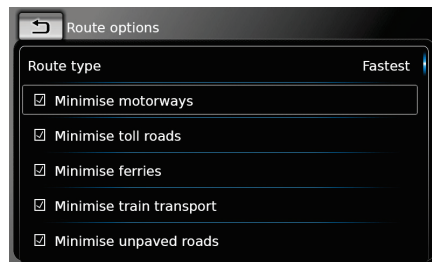 Route options
Route type Fastest
Minimise motorways
Minimise toll roads
Minimise ferries
Minimise train transport
Minimise unpaved roads